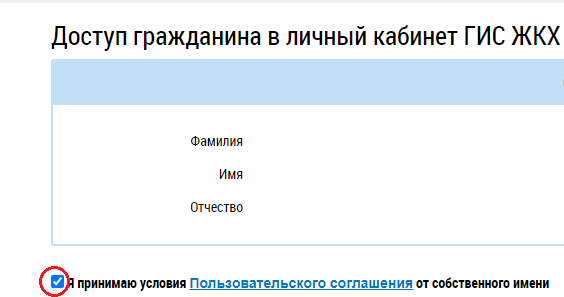 Доступ гражданина в личный кабинет ГИС ЖКХ
Фамилия
Имя
Отчество
Я принимаю условия Пользовательского соглашения от собственного имени